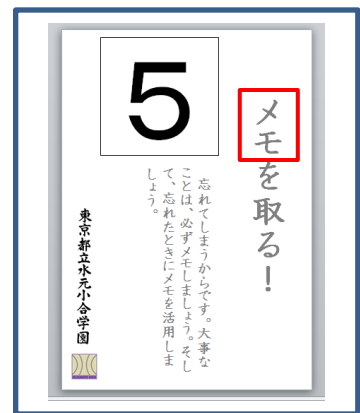 メモを取る！
5
忘れてしまうからです。大事な
ことは、必ずメモしましょう。そし
て、忘れたときにメモを活用しま
しょう。
東京都立水元小合学園